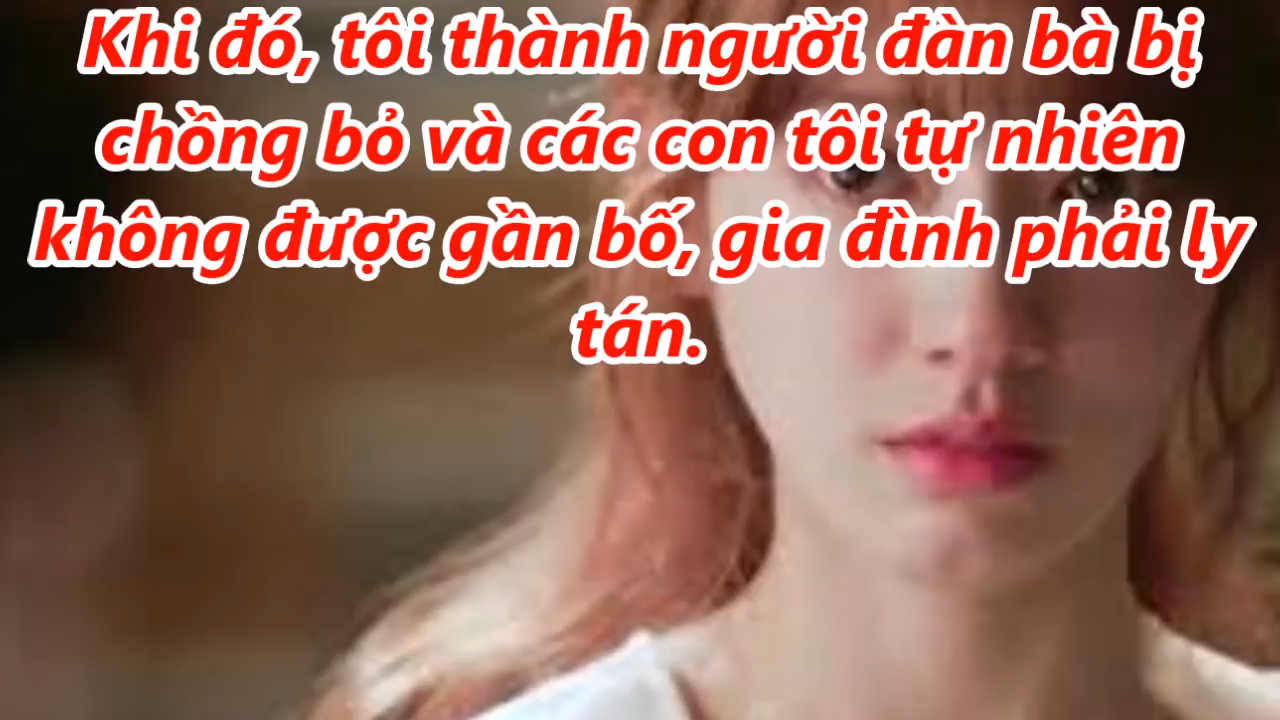 Khi đó, tôi thành người đàn bà bị
chồng bỏ và các con tôi tự nhiên
không được gần bố, gia đình phải ly
tán.